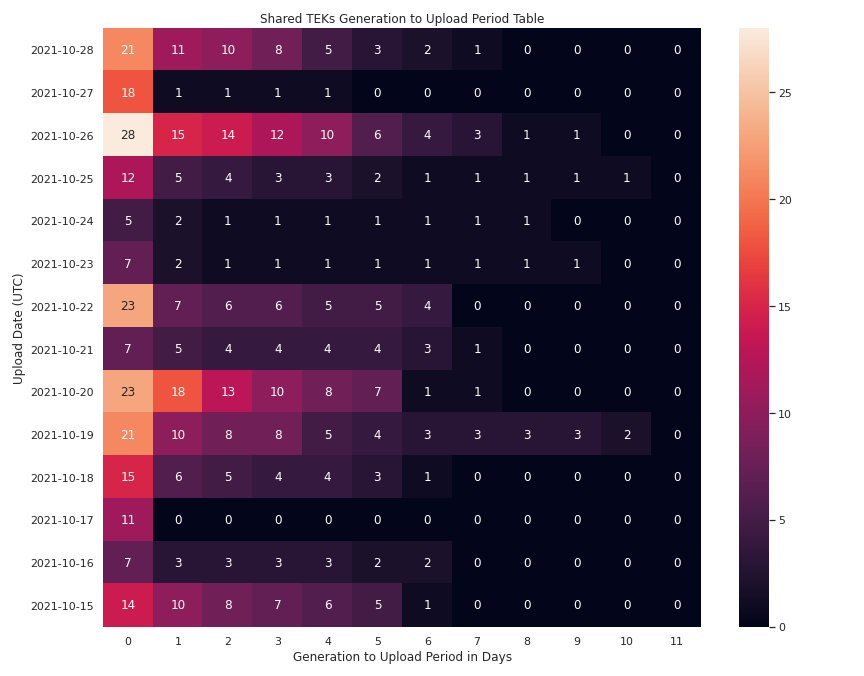 Shared TEKs Generation to Upload Period Table
Upload Date (UTC)
2021-10-28 21 11 10 8 5 3 2 1 0 0 0 0
2021-10-27 18 1 1 1 1 0 0 0 0 0 0 0
2021-10-26 28 15 14 12 10 6 4 3 1 1 0 0
2021-10-25 12 5 4 3 3 2 1 1 1 1 1 0
2021-10-24 5 2 1 1 1 1 1 1 1 0 0 0
2021-10-23 7 2 1 1 1 1 1 1 1 1 0 0
2021-10-22 23 7 6 6 5 5 4 0 0 0 0 0
2021-10-21 7 5 4 4 4 4 3 1 0 0 0 0
2021-10-20 23 18 13 10 8 7 1 1 0 0 0 0
2021-10-19 21 10 8 8 5 4 3 3 3 3 2 0
2021-10-18 15 6 5 4 4 3 1 0 0 0 0 0
2021-10-17 11 0 0 0 0 0 0 0 0 0 0 0
2021-10-16 7 3 3 3 3 2 2 0 0 0 0 0
2021-10-15 14 10 8 7 6 5 1 0 0 0 0 0
0 1 2 3 4 5 6 7 8 9 10 11
Generation to Upload Period in Days
25
20
15
10
5
0